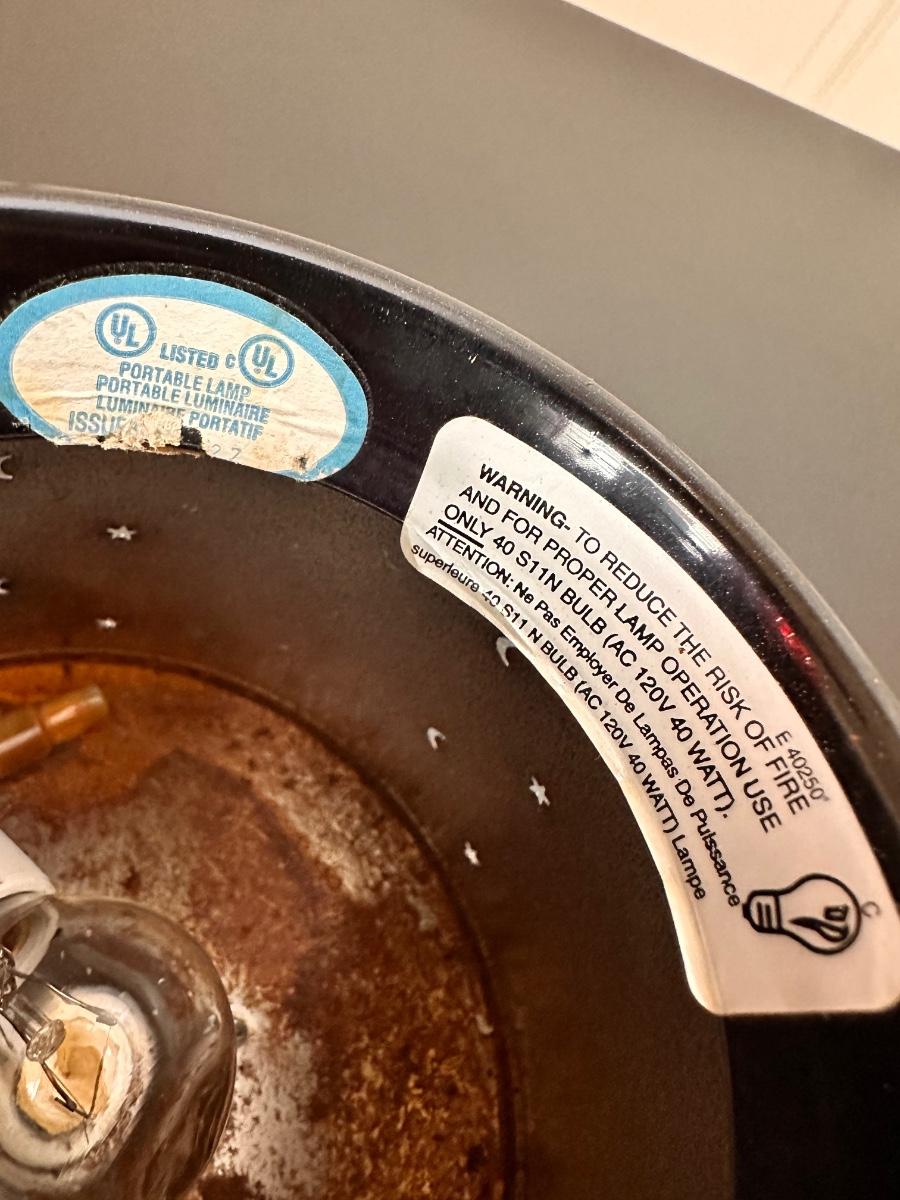 UL LISTED C UL
PORTABLE LAMP
PORTABLE LUMINAIRE
LUMINAIRE PORTATIF
E 40250
WARNING- TO REDUCE THE RISK OF FIRE
AND FOR PROPER LAMP OPERATION USE
ONLY 40 S11N BULB (AC 120V 40 WATT).
ATTENTION: Ne Pas Employer De Lampas De Puissance
superieure 40 S11 N BULB (AC 120V 40 WATT) Lampe